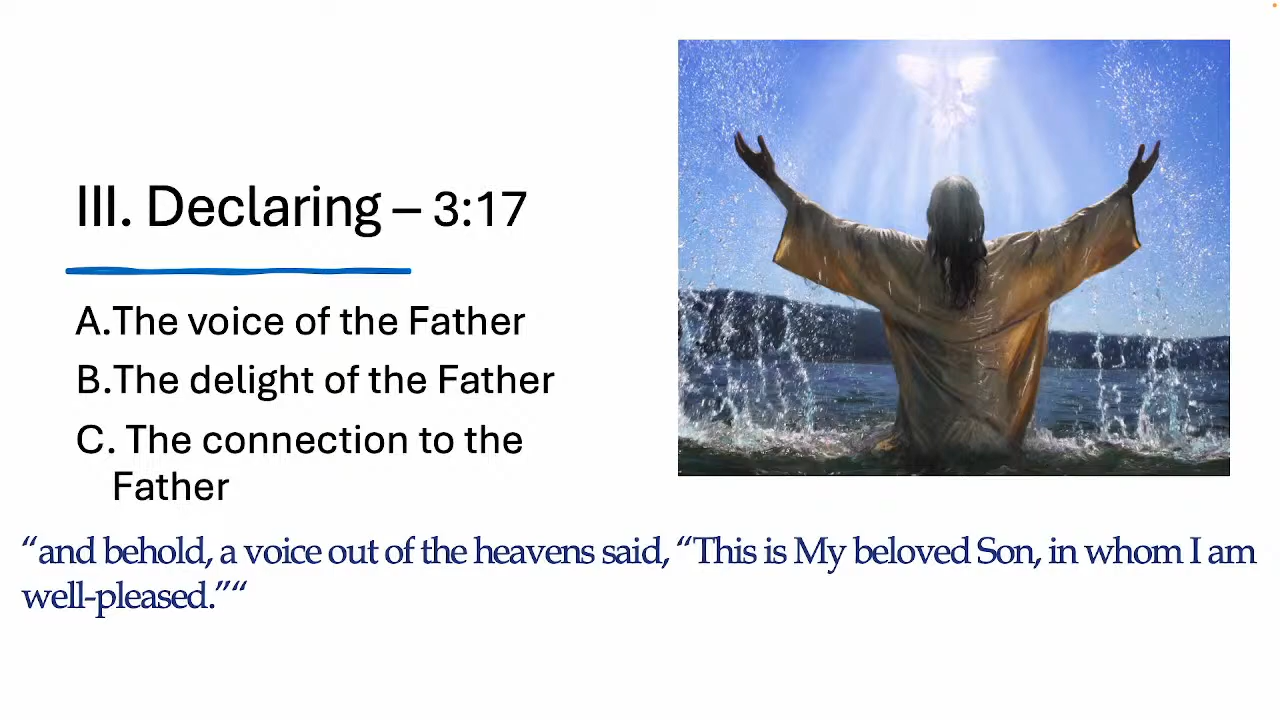 III. Declaring – 3:17
A.The voice of the Father
B.The delight of the Father
C. The connection to the
Father
“and behold, a voice out of the heavens said, “This is My beloved Son, in whom I am
well-pleased.”“